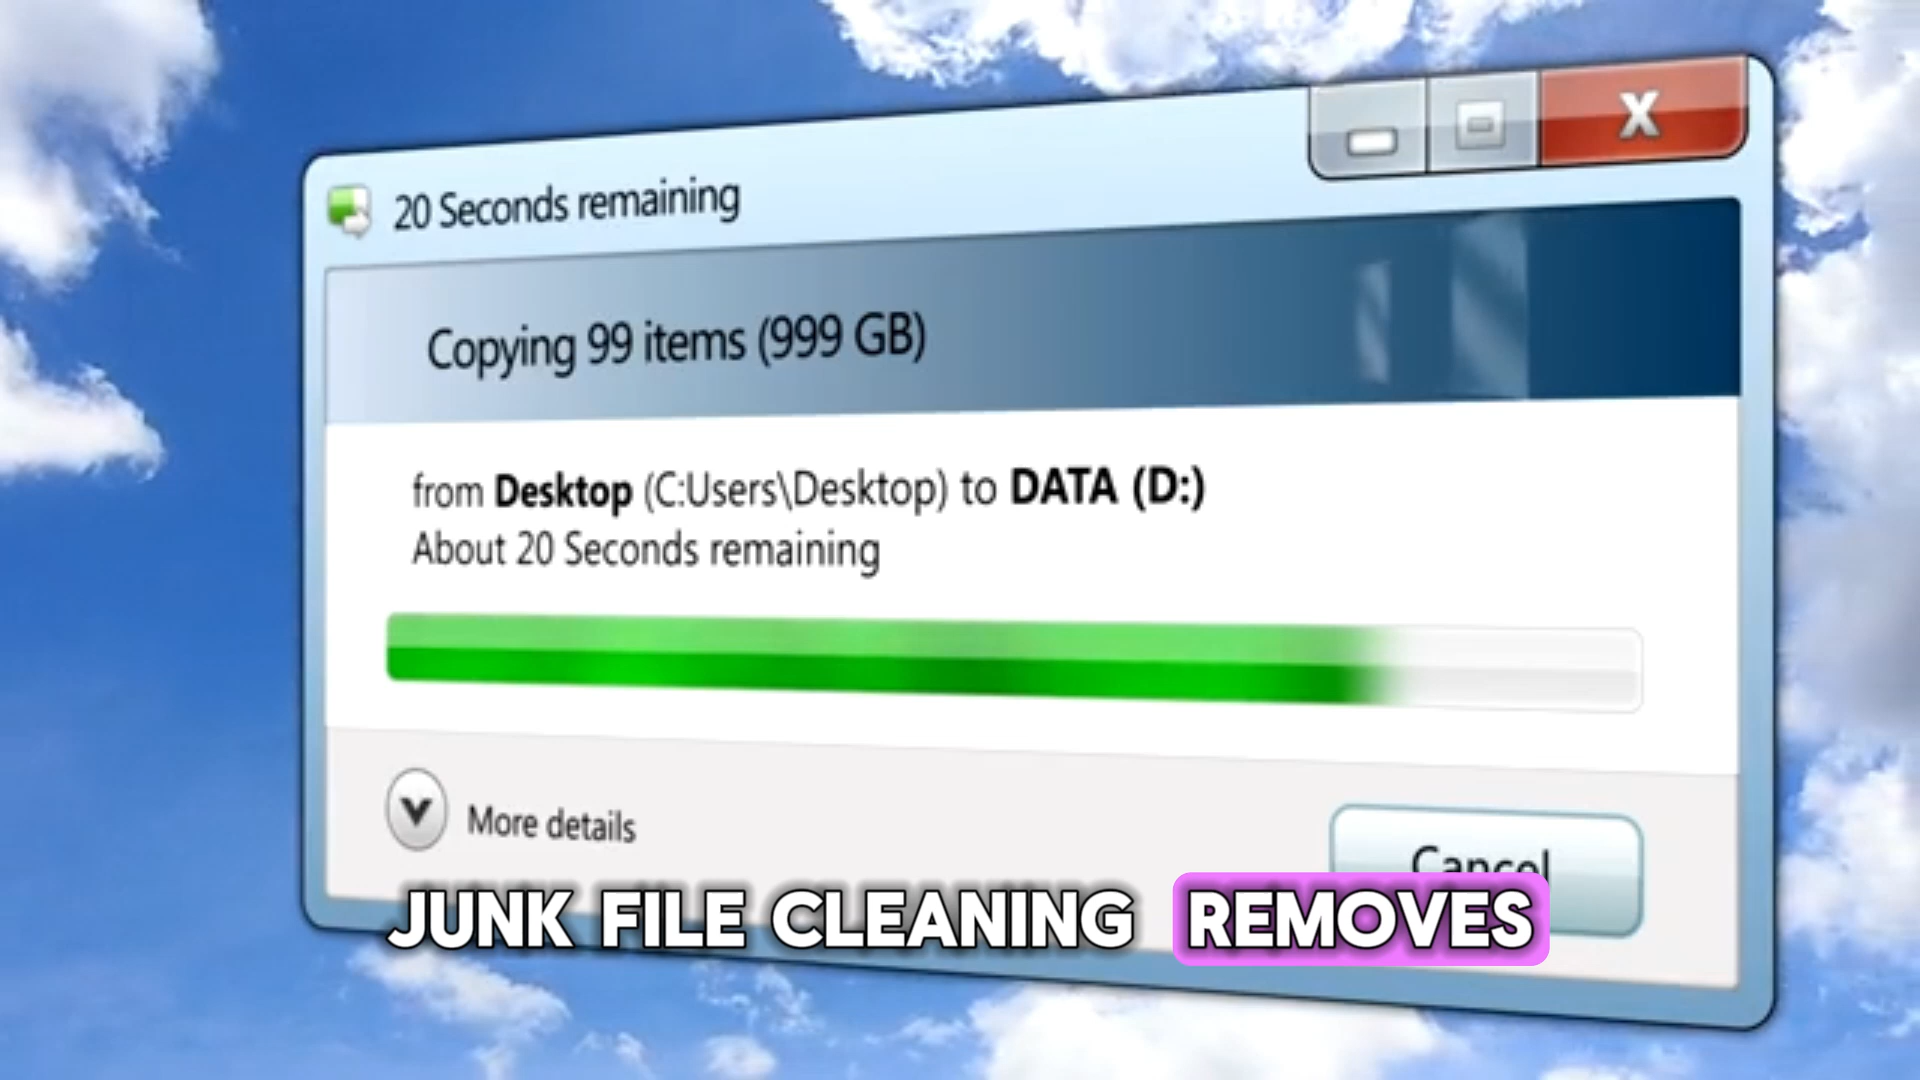 20 Seconds remaining
X
Copying 99 items (999 GB)
from Desktop (C:Users\Desktop) to DATA (D:)
About 20 Seconds remaining
More details
Cancel
JUNK FILE CLEANING REMOVES